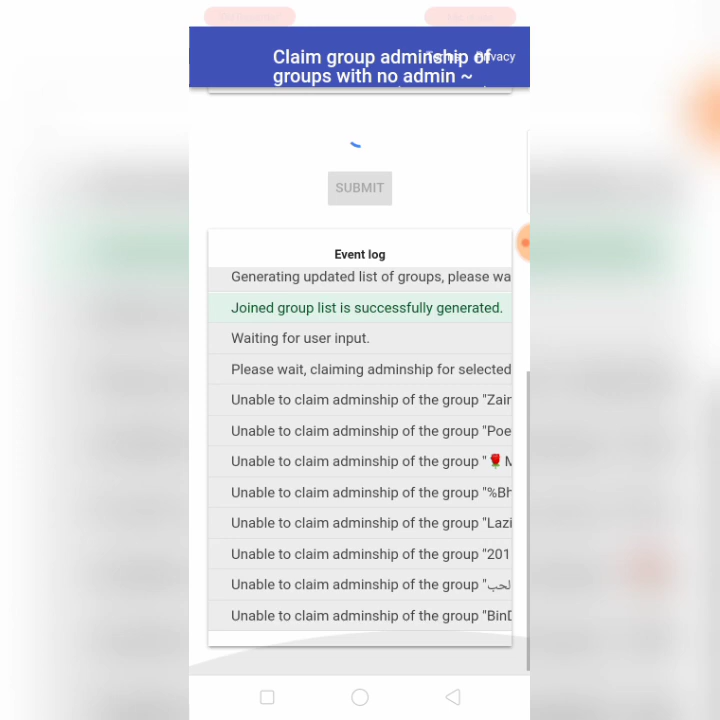 Claim group adminship of
groups with no admin ~
Privacy
SUBMIT
Event log
Generating updated list of groups, please wa
Joined group list is successfully generated.
Waiting for user input.
Please wait, claiming adminship for selected
Unable to claim adminship of the group "Zair
Unable to claim adminship of the group "Poe
Unable to claim adminship of the group "🌹M
Unable to claim adminship of the group "%Bh
Unable to claim adminship of the group "Lazi
Unable to claim adminship of the group "201
Unable to claim adminship of the group "لحب
Unable to claim adminship of the group "Bin